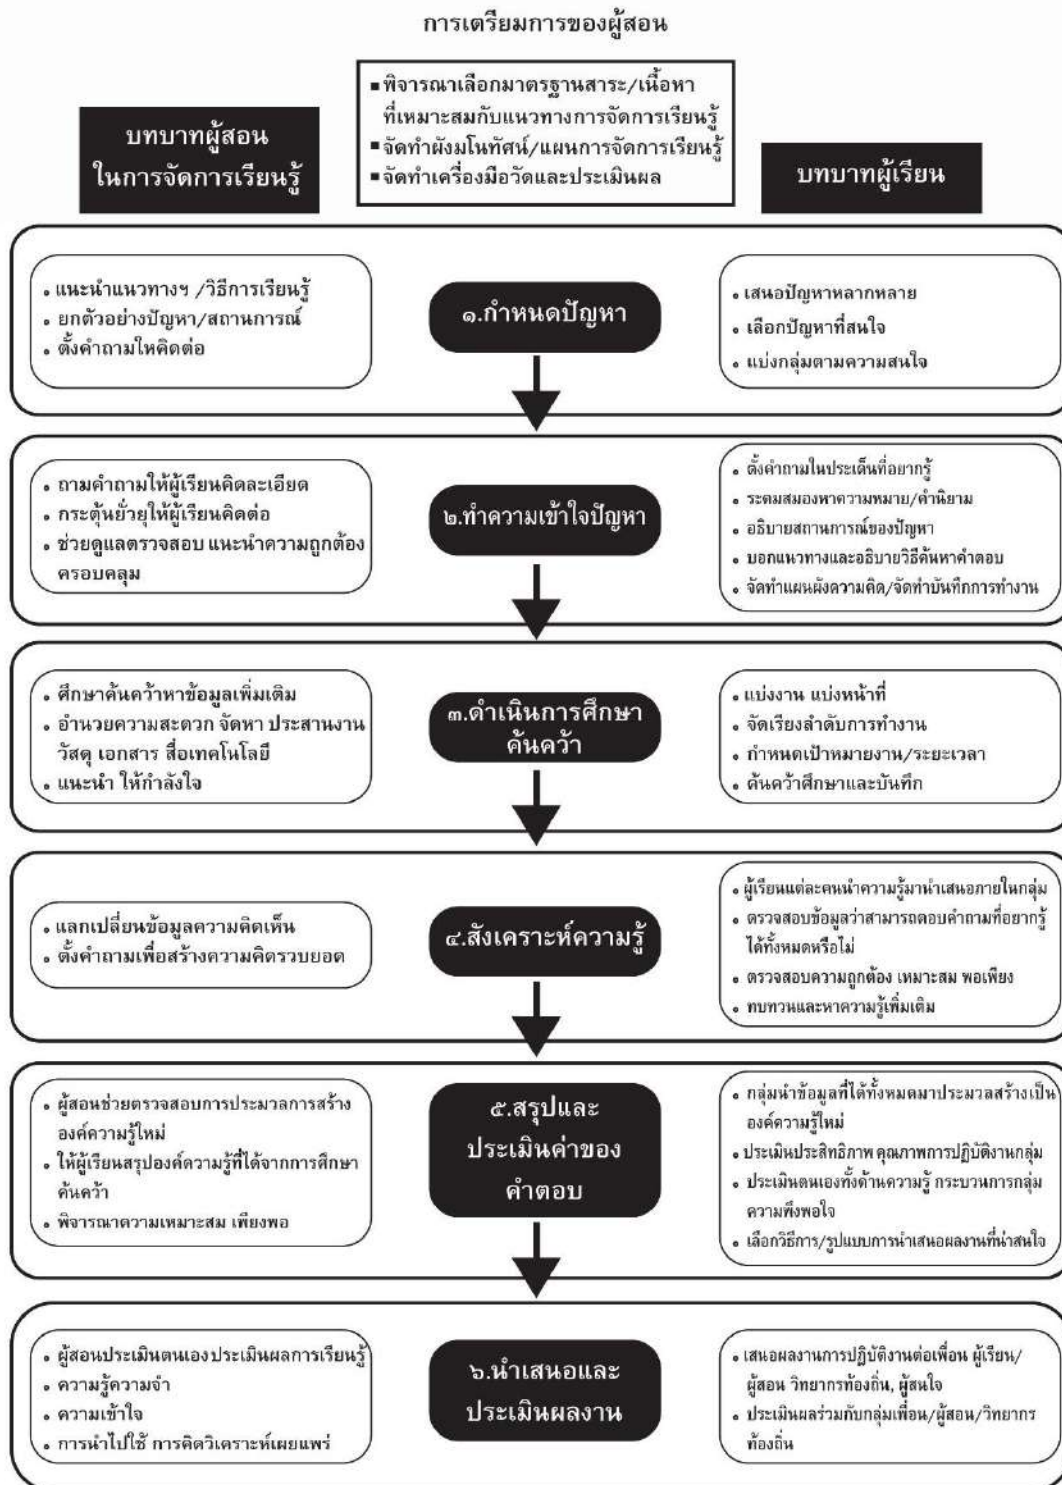 การเตรียมการของผู้สอน
■ พิจารณาเลือกมาตรฐานสาระ/เนื้อหา
ที่เหมาะสมกับแนวทางการจัดการเรียนรู้
■ จัดทำผังมโนทัศน์/แผนการจัดการเรียนรู้
■ จัดทำเครื่องมือวัดและประเมินผล
บทบาทผู้สอน
ในการจัดการเรียนรู้
บทบาทผู้เรียน
• แนะนำแนวทางฯ /วิธีการเรียนรู้
• ยกตัวอย่างปัญหา/สถานการณ์
• ตั้งคำถามใหคิดต่อ
๑.กำหนดปัญหา
• เสนอปัญหาหลากหลาย
• เลือกปัญหาที่สนใจ
• แบ่งกลุ่มตามความสนใจ
• ถามคำถามให้ผู้เรียนคิดละเอียด
• กระตุ้นยั่วยุให้ผู้เรียนคิดต่อ
• ช่วยดูแลตรวจสอบ แนะนำความถูกต้อง
ครอบคลุม
๒.ทำความเข้าใจปัญหา
• ตั้งคำถามในประเด็นที่อยากรู้
• ระดมสมองหาความหมาย/คำนิยาม
• อธิบายสถานการณ์ของปัญหา
• บอกแนวทางและอธิบายวิธีค้นหาคำตอบ
• จัดทำแผนผังความคิด/จัดทำบันทึกการทำงาน
• ศึกษาค้นคว้าหาข้อมูลเพิ่มเติม
• อำนวยความสะดวก จัดหา ประสานงาน
วัสดุ เอกสาร สื่อเทคโนโลยี
• แนะนำ ให้กำลังใจ
๓.ดำเนินการศึกษา
ค้นคว้า
• แบ่งงาน แบ่งหน้าที่
• จัดเรียงลำดับการทำงาน
• กำหนดเป้าหมายงาน/ระยะเวลา
• ค้นคว้าศึกษาและบันทึก
• แลกเปลี่ยนข้อมูลความคิดเห็น
• ตั้งคำถามเพื่อสร้างความคิดรวบยอด
๔.สังเคราะห์ความรู้
• ผู้เรียนแต่ละคนนำความรู้มานำเสนอภายในกลุ่ม
• ตรวจสอบข้อมูลว่าสามารถตอบคำถามที่อยากรู้
ได้ทั้งหมดหรือไม่
• ตรวจสอบความถูกต้อง เหมาะสม พอเพียง
• ทบทวนและหาความรู้เพิ่มเติม
• ผู้สอนช่วยตรวจสอบการประมวลการสร้าง
องค์ความรู้ใหม่
• ให้ผู้เรียนสรุปองค์ความรู้ที่ได้จากการศึกษา
ค้นคว้า
• พิจารณาความเหมาะสม เพียงพอ
๕.สรุปและ
ประเมินค่าของ
คำตอบ
• กลุ่มนำข้อมูลที่ได้ทั้งหมดมาประมวลสร้างเป็น
องค์ความรู้ใหม่
• ประเมินประสิทธิภาพ คุณภาพการปฏิบัติงานกลุ่ม
• ประเมินตนเองทั้งด้านความรู้ กระบวนการกลุ่ม
ความพึงพอใจ
• เลือกวิธีการ/รูปแบบการนำเสนอผลงานที่น่าสนใจ
• ผู้สอนประเมินตนเอง ประเมินผลการเรียนรู้
• ความรู้ความจำ
• ความเข้าใจ
• การนำไปใช้ การคิดวิเคราะห์เผยแพร่
๖.นำเสนอและ
ประเมินผลงาน
• เสนอผลงานการปฏิบัติงานต่อเพื่อน ผู้เรียน/
ผู้สอน วิทยากรท้องถิ่น, ผู้สนใจ
• ประเมินผลร่วมกับกลุ่มเพื่อน/ผู้สอน/วิทยากร
ท้องถิ่น